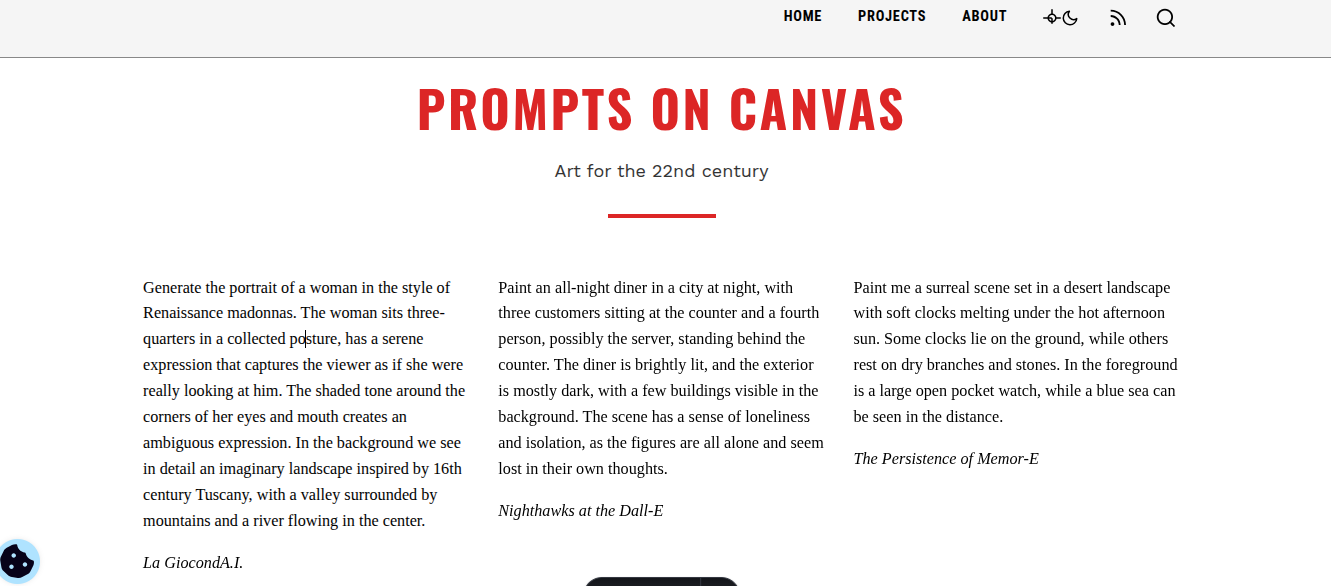 HOME PROJECTS ABOUT
PROMPTS ON CANVAS
Art for the 22nd century
Generate the portrait of a woman in the style of
Renaissance madonnas. The woman sits three-
quarters in a collected posture, has a serene
expression that captures the viewer as if she were
really looking at him. The shaded tone around the
corners of her eyes and mouth creates an
ambiguous expression. In the background we see
in detail an imaginary landscape inspired by 16th
century Tuscany, with a valley surrounded by
mountains and a river flowing in the center.
La GiocondA.I.
Paint an all-night diner in a city at night, with
three customers sitting at the counter and a fourth
person, possibly the server, standing behind the
counter. The diner is brightly lit, and the exterior
is mostly dark, with a few buildings visible in the
background. The scene has a sense of loneliness
and isolation, as the figures are all alone and seem
lost in their own thoughts.
Nighthawks at the Dall-E
Paint me a surreal scene set in a desert landscape
with soft clocks melting under the hot afternoon
sun. Some clocks lie on the ground, while others
rest on dry branches and stones. In the foreground
is a large open pocket watch, while a blue sea can
be seen in the distance.
The Persistence of Memor-E